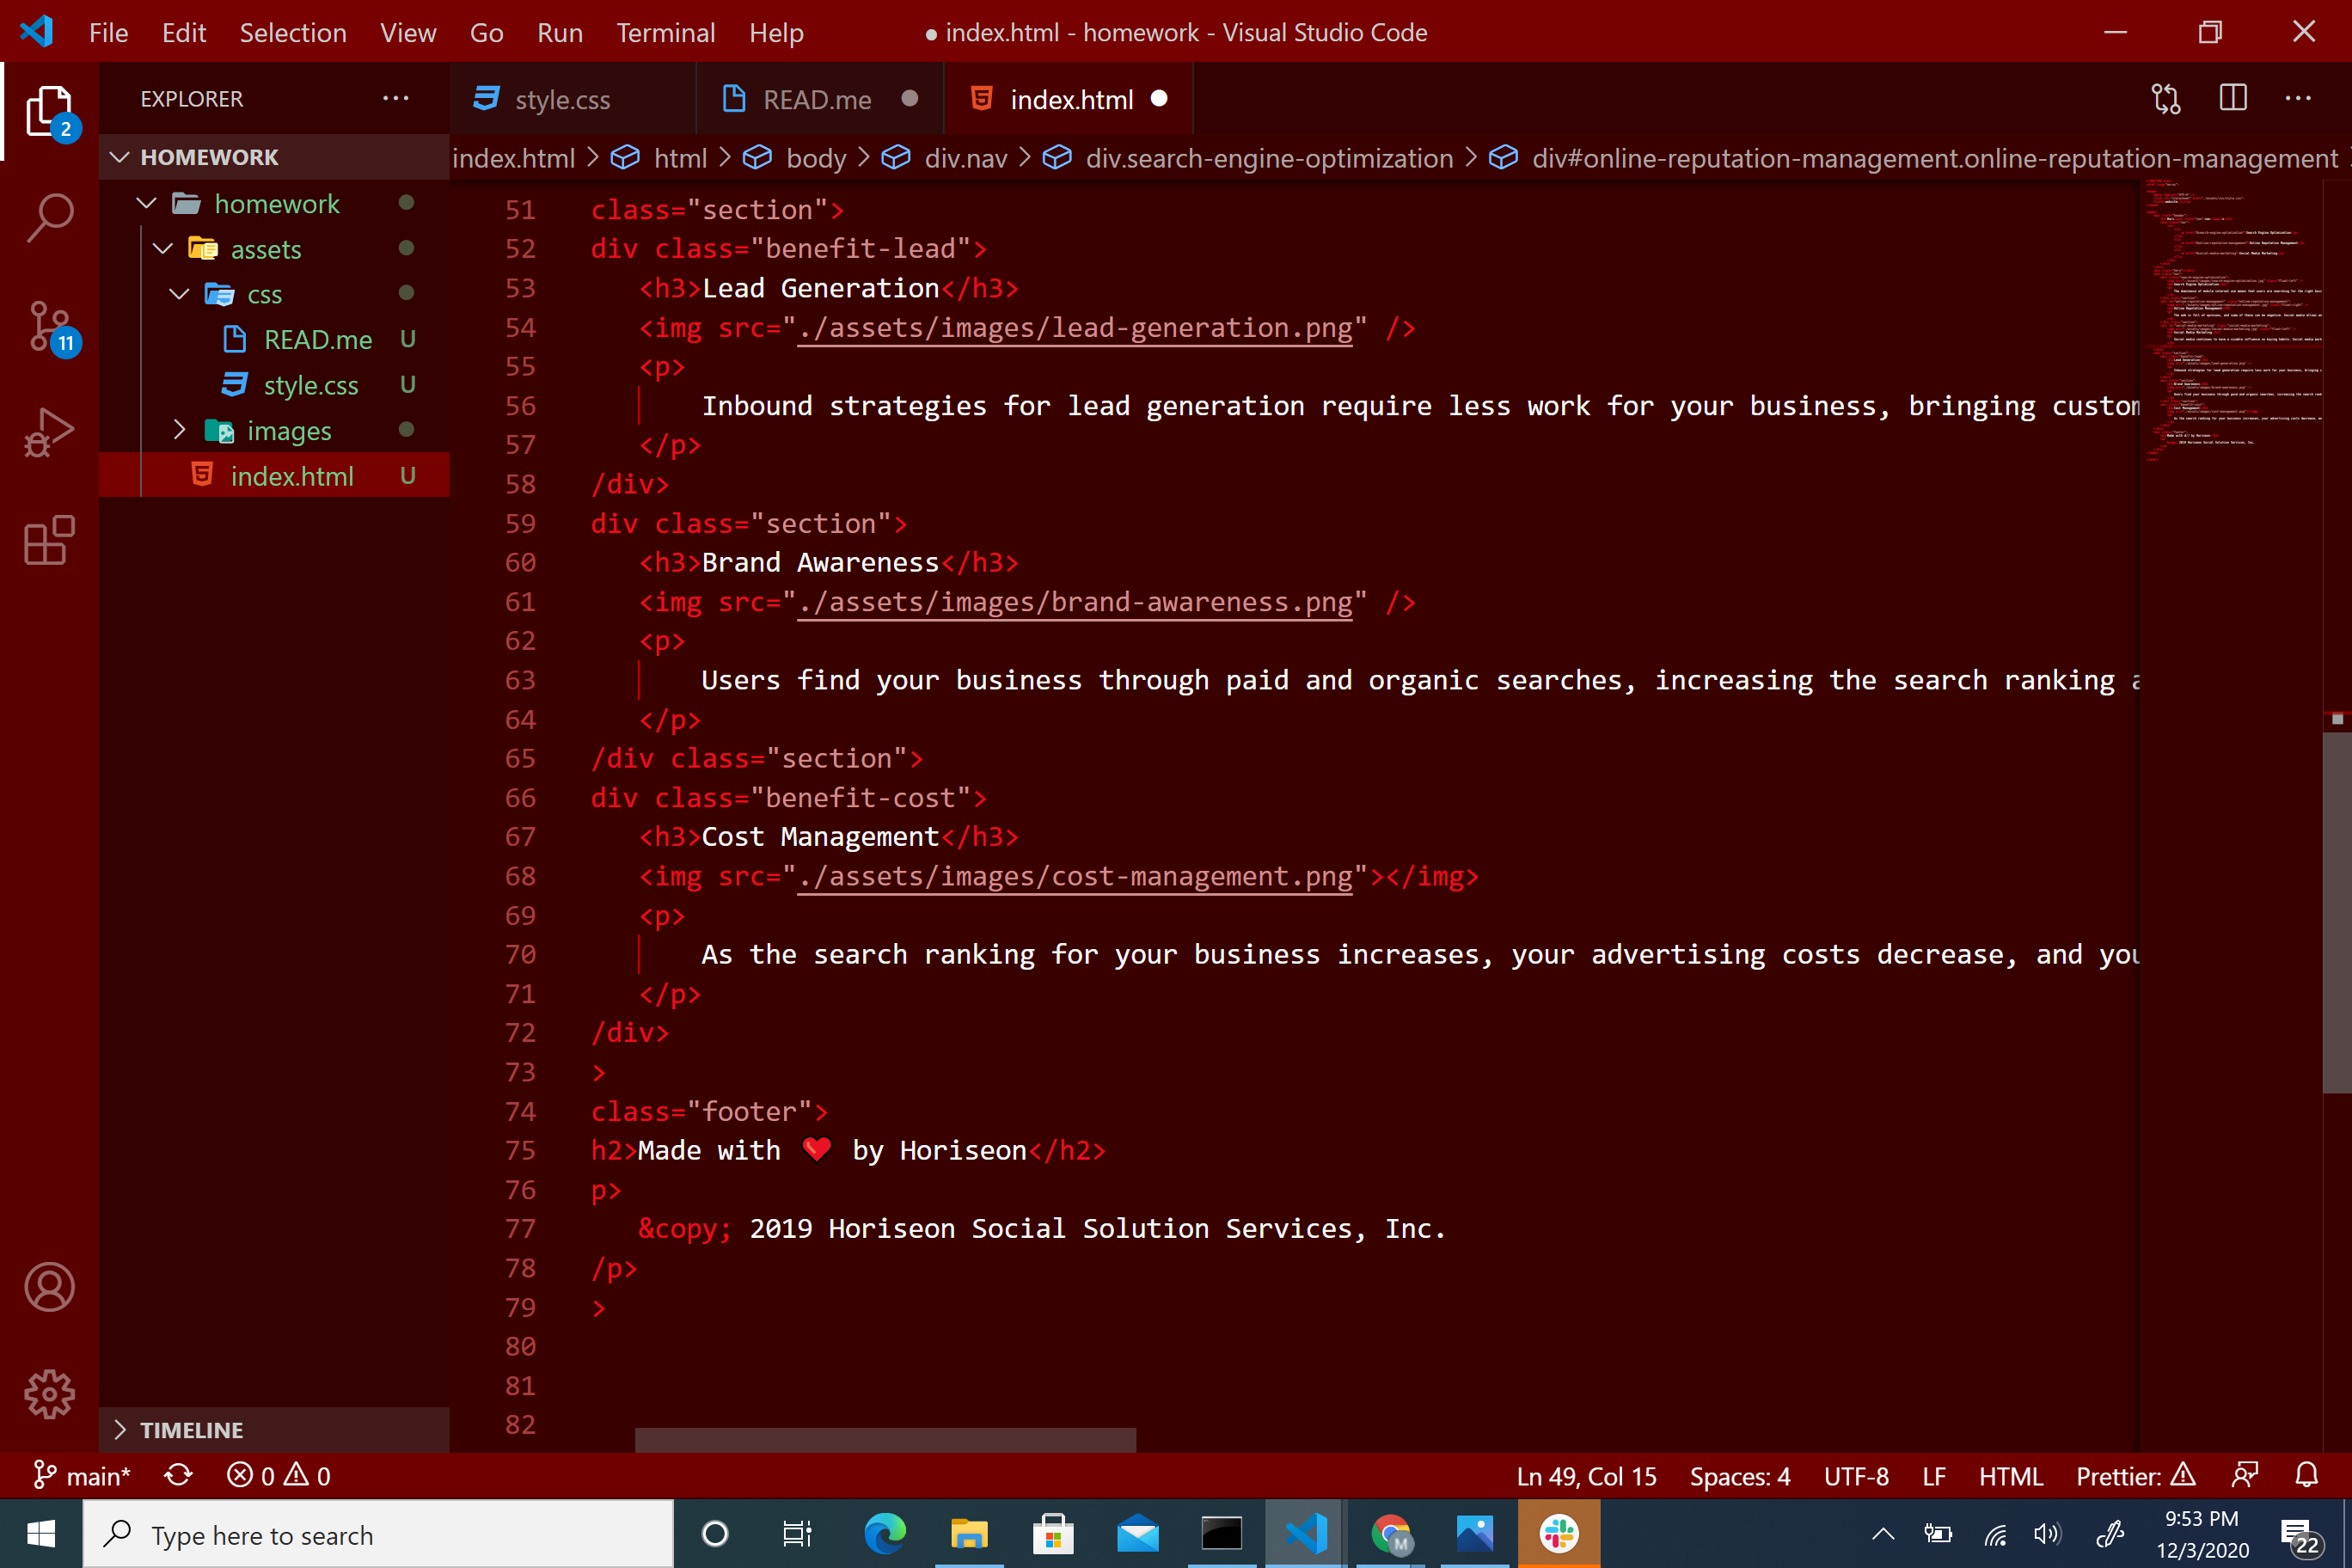 File Edit Selection View Go Run Terminal Help
● index.html - homework - Visual Studio Code
EXPLORER
style.css
READ.me
index.html
2
HOMEWORK
index.html > html > body > div.nav > div.search-engine-optimization > div#online-reputation-management.online-reputation-management
homework
assets
css
READ.me U
style.css U
images
index.html U
11
51 class="section">
52 div class="benefit-lead">
53 <h3>Lead Generation</h3>
54 <img src="./assets/images/lead-generation.png" />
55 <p>
56 Inbound strategies for lead generation require less work for your business, bringing custom
57 </p>
58 /div>
59 div class="section">
60 <h3>Brand Awareness</h3>
61 <img src="./assets/images/brand-awareness.png" />
62 <p>
63 Users find your business through paid and organic searches, increasing the search ranking
64 </p>
65 /div class="section">
66 div class="benefit-cost">
67 <h3>Cost Management</h3>
68 <img src="./assets/images/cost-management.png"></img>
69 <p>
70 As the search ranking for your business increases, your advertising costs decrease, and you
71 </p>
72 /div>
73 >
74 class="footer">
75 h2>Made with ❤️ by Horiseon</h2>
76 p>
77 &copy; 2019 Horiseon Social Solution Services, Inc.
78 /p>
79 >
80
81
82
TIMELINE
main* 0 0
Ln 49, Col 15 Spaces: 4 UTF-8 LF HTML Prettier:
Type here to search
M
9:53 PM
12/3/2020
22